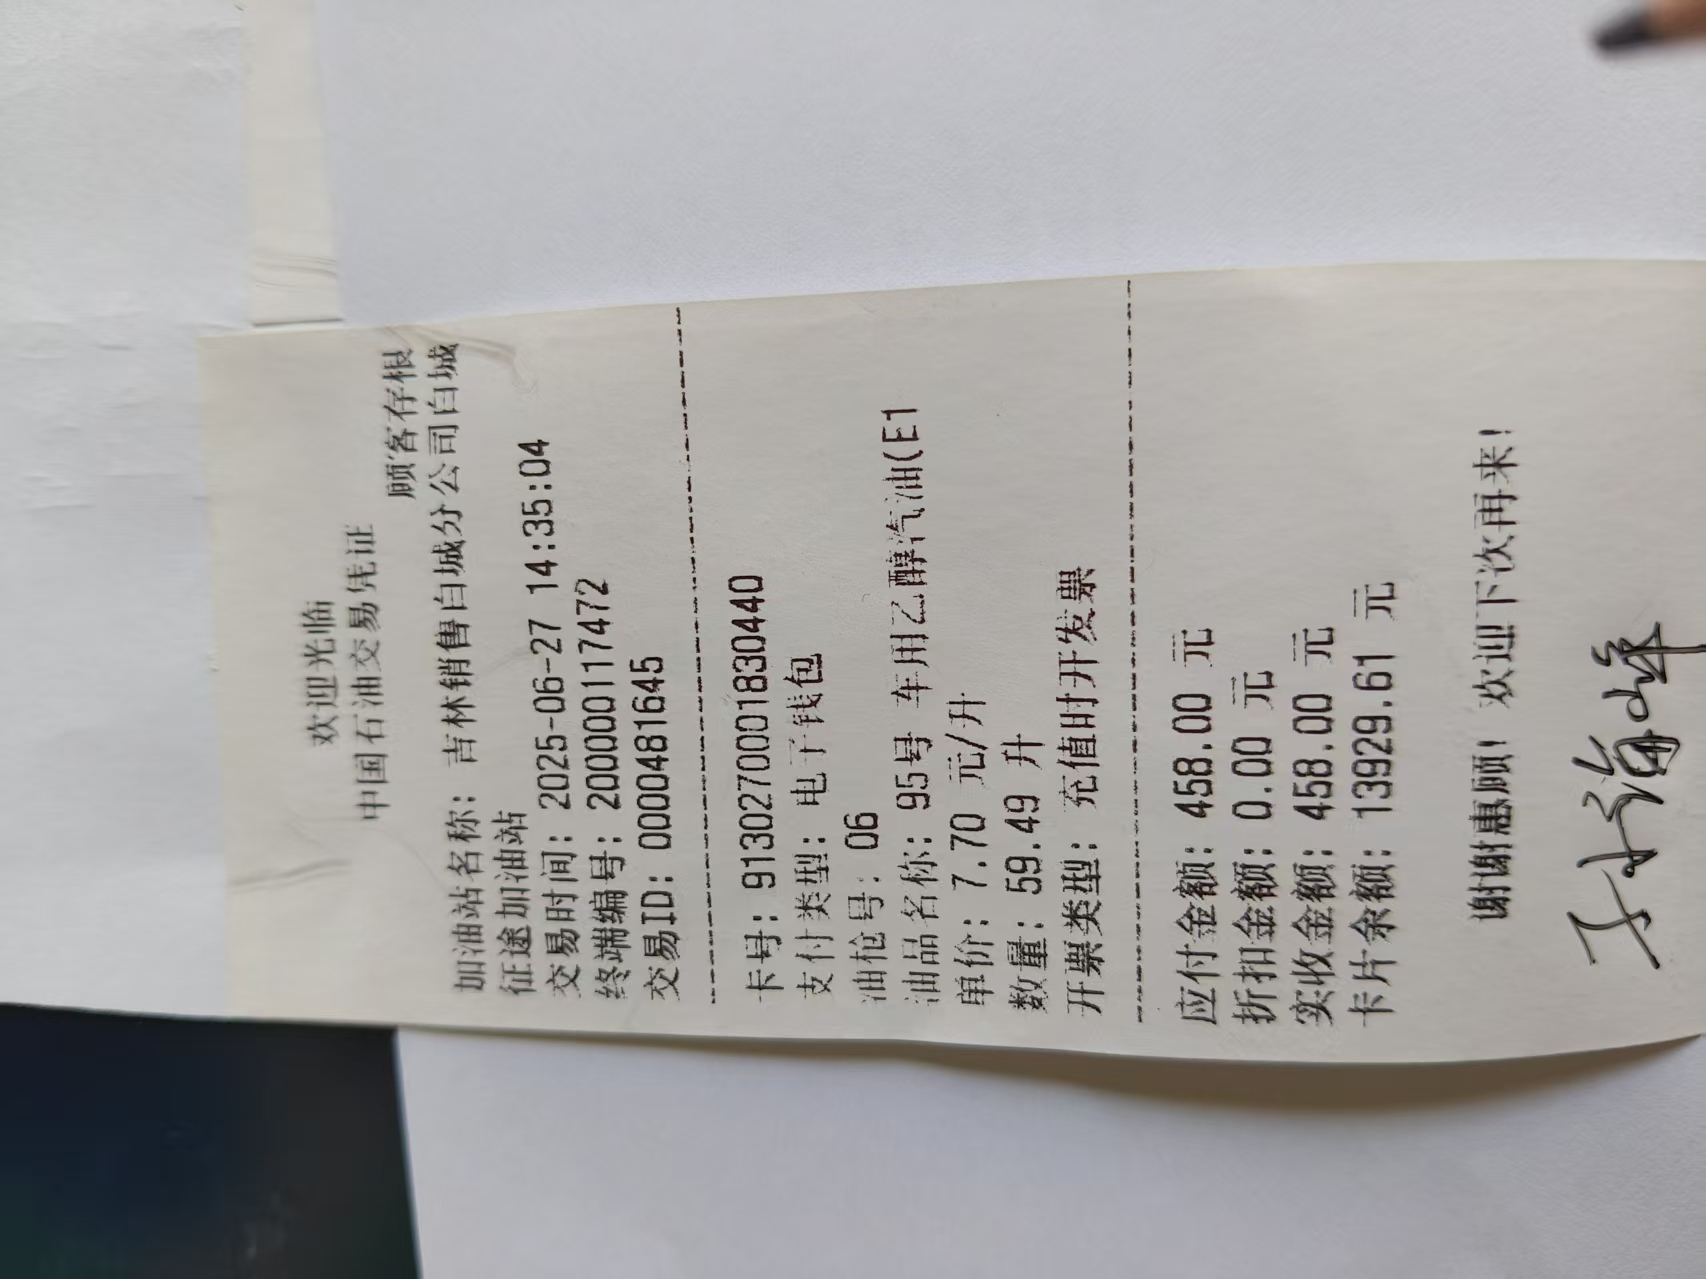 欢迎光临
中国石油交易凭证
顾客存根
加油站名称：吉林销售白城分公司白城
征途加油站
交易时间：2025-06-27 14:35:04
终端编号：2000001117472
交易ID：0000481645
卡号：9130270001830440
支付类型：电子钱包
油枪号：06
油品名称：95号 车用乙醇汽油(E1
单价：7.70 元/升
数量：59.49 升
开票类型：充值时开发票
应付金额：458.00 元
折扣金额：0.00 元
实收金额：458.00 元
卡片余额：13929.61 元
谢谢惠顾！欢迎下次再来！